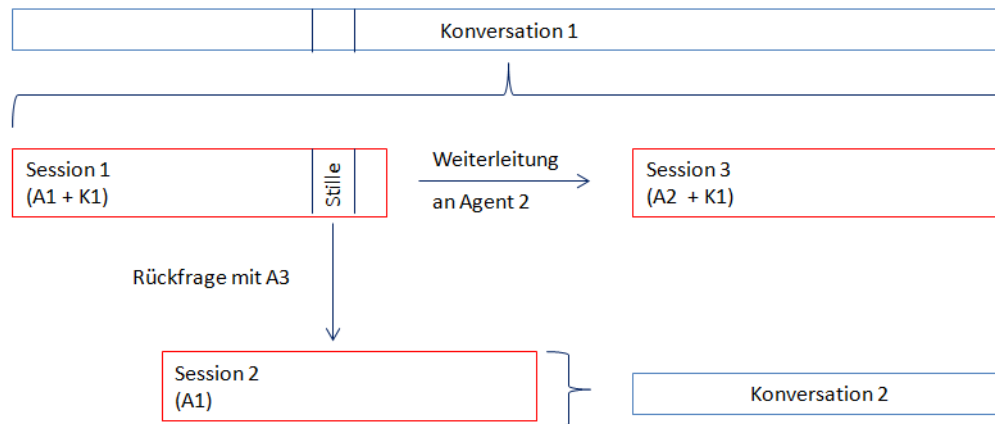 Konversation 1
Session 1
(A1 + K1)
Stille
Weiterleitung
an Agent 2
Session 3
(A2 + K1)
Rückfrage mit A3
Session 2
(A1)
Konversation 2